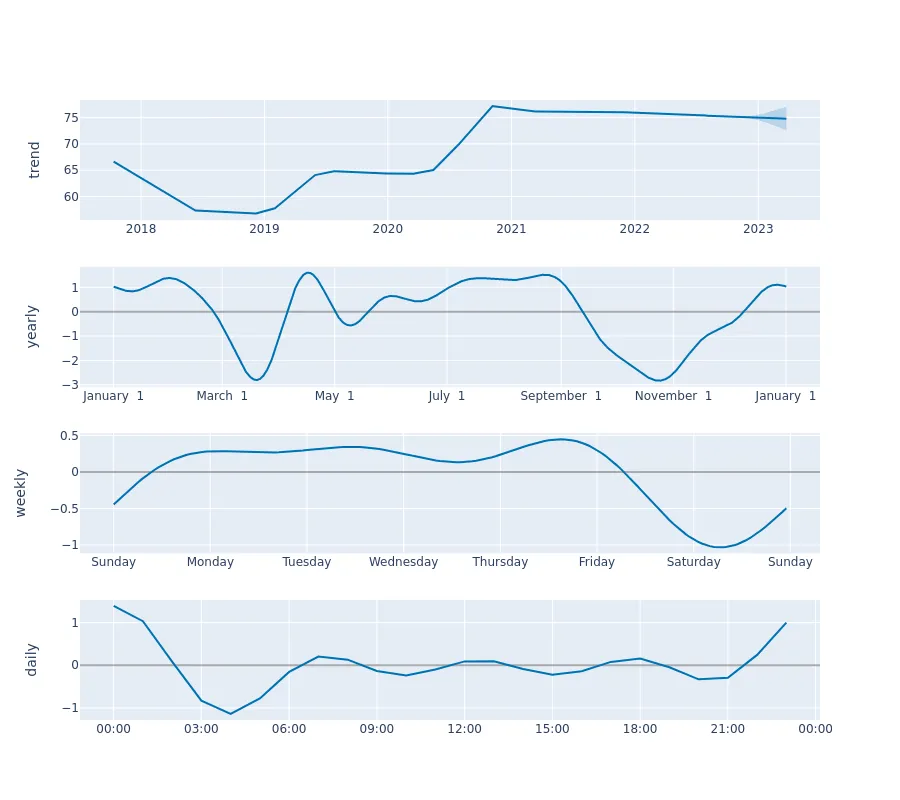 trend
75
70
65
60
2018 2019 2020 2021 2022 2023
yearly
1
0
−1
−2
−3
January 1 March 1 May 1 July 1 September 1 November 1 January 1
weekly
0.5
0
−0.5
−1
Sunday Monday Tuesday Wednesday Thursday Friday Saturday Sunday
daily
1
0
−1
00:00 03:00 06:00 09:00 12:00 15:00 18:00 21:00 00:00